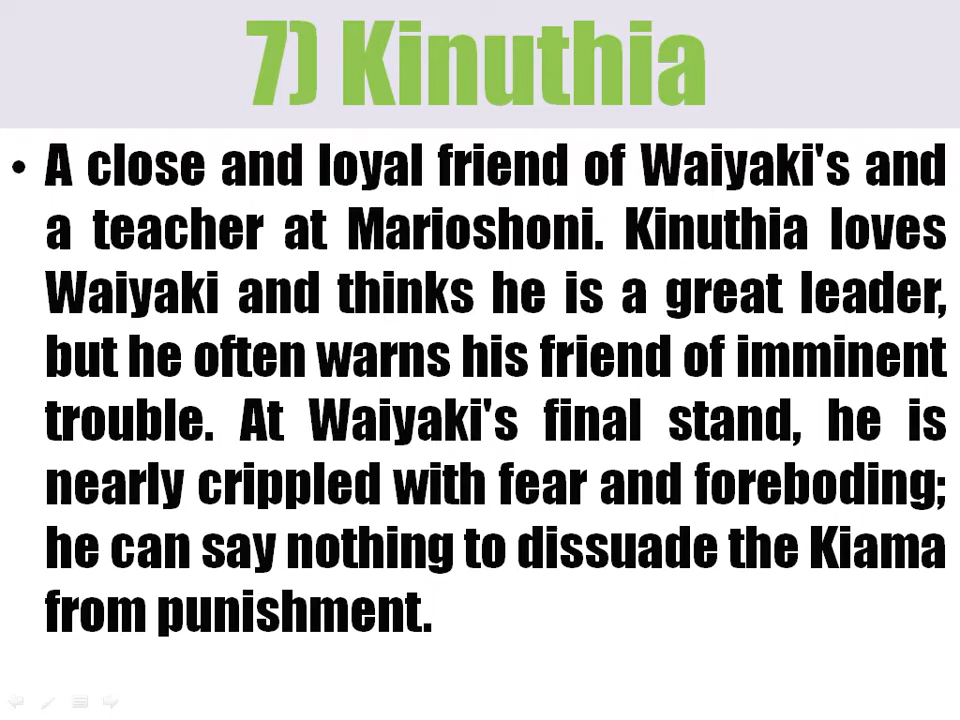 7) Kinuthia
• A close and loyal friend of Waiyaki's and
a teacher at Marioshoni. Kinuthia loves
Waiyaki and thinks he is a great leader,
but he often warns his friend of imminent
trouble. At Waiyaki's final stand, he is
nearly crippled with fear and foreboding;
he can say nothing to dissuade the Kiama
from punishment.